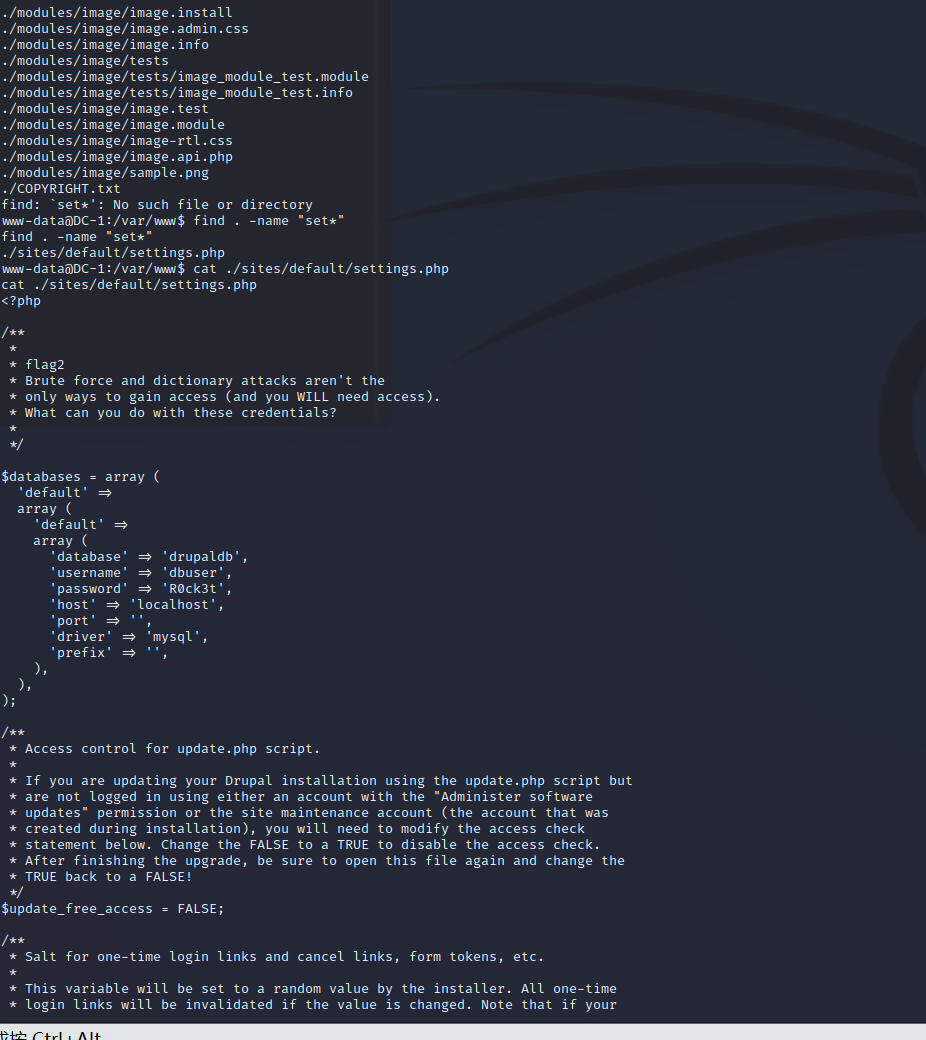 ./modules/image/image.install
./modules/image/image.admin.css
./modules/image/image.info
./modules/image/tests
./modules/image/tests/image_module_test.module
./modules/image/tests/image_module_test.info
./modules/image/image.test
./modules/image/image.module
./modules/image/image-rtl.css
./modules/image/image.api.php
./modules/image/sample.png
./COPYRIGHT.txt
find: `set*': No such file or directory
www-data@DC-1:/var/www$ find . -name "set*"
find . -name "set*"
./sites/default/settings.php
www-data@DC-1:/var/www$ cat ./sites/default/settings.php
cat ./sites/default/settings.php
<?php

/**
 *
 * flag2
 * Brute force and dictionary attacks aren't the
 * only ways to gain access (and you WILL need access).
 * What can you do with these credentials?
 *
 */

$databases = array (
  'default' =>
  array (
    'default' =>
    array (
      'database' => 'drupaldb',
      'username' => 'dbuser',
      'password' => 'R0ck3t',
      'host' => 'localhost',
      'port' => '',
      'driver' => 'mysql',
      'prefix' => '',
    ),
  ),
);

/**
 * Access control for update.php script.
 *
 * If you are updating your Drupal installation using the update.php script but
 * are not logged in using either an account with the "Administer software
 * updates" permission or the site maintenance account (the account that was
 * created during installation), you will need to modify the access check
 * statement below. Change the FALSE to a TRUE to disable the access check.
 * After finishing the upgrade, be sure to open this file again and change the
 * TRUE back to a FALSE!
 */
$update_free_access = FALSE;

/**
 * Salt for one-time login links and cancel links, form tokens, etc.
 *
 * This variable will be set to a random value by the installer. All one-time
 * login links will be invalidated if the value is changed. Note that if your
或按 Ctrl+Alt